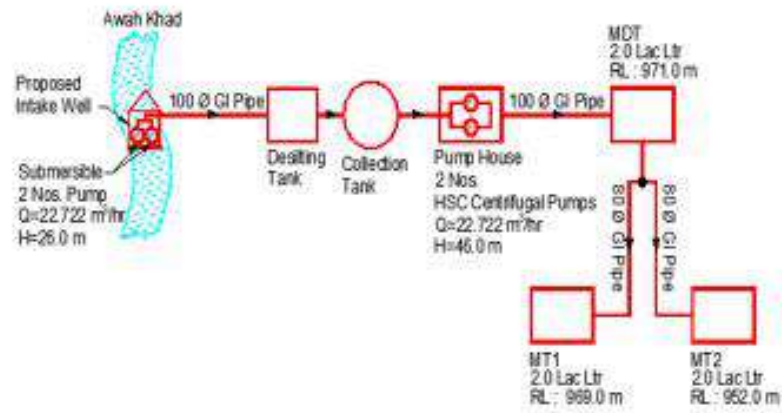 Awah Khad
Proposed
Intake Well
Submersible
2 Nos. Pump
Q=22.722 m³/hr
H=26.0 m
100 Ø GI Pipe
Desilting
Tank
Collection
Tank
Pump House
2 Nos.
HSC Centrifugal Pumps
Q=22.722 m³/hr
H=46.0 m
100 Ø GI Pipe
MDT
2.0 Lac Ltr
RL : 971.0 m
80 Ø GI Pipe
80 Ø GI Pipe
MT1
2.0 Lac Ltr
RL : 969.0 m
MT2
2.0 Lac Ltr
RL : 952.0 m